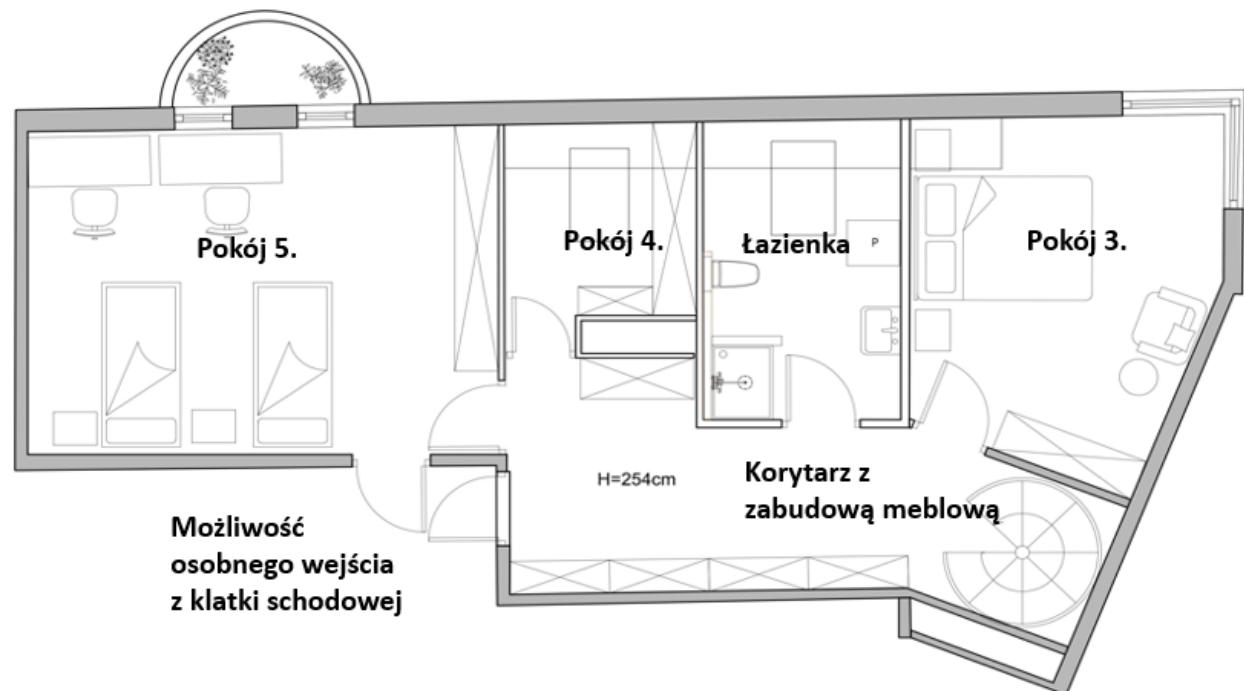 Pokój 5.
Pokój 4.
Łazienka
P
Pokój 3.
H=254cm
Korytarz z
zabudową meblową
Możliwość
osobnego wejścia
z klatki schodowej